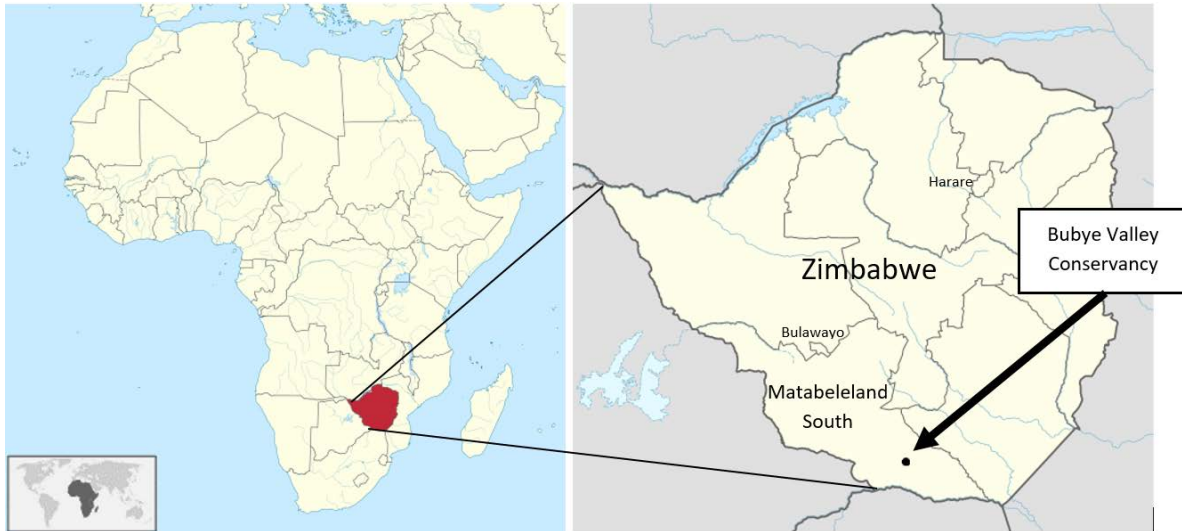 Harare
Bubye Valley
Conservancy
Zimbabwe
Bulawayo
Matabeleland
South